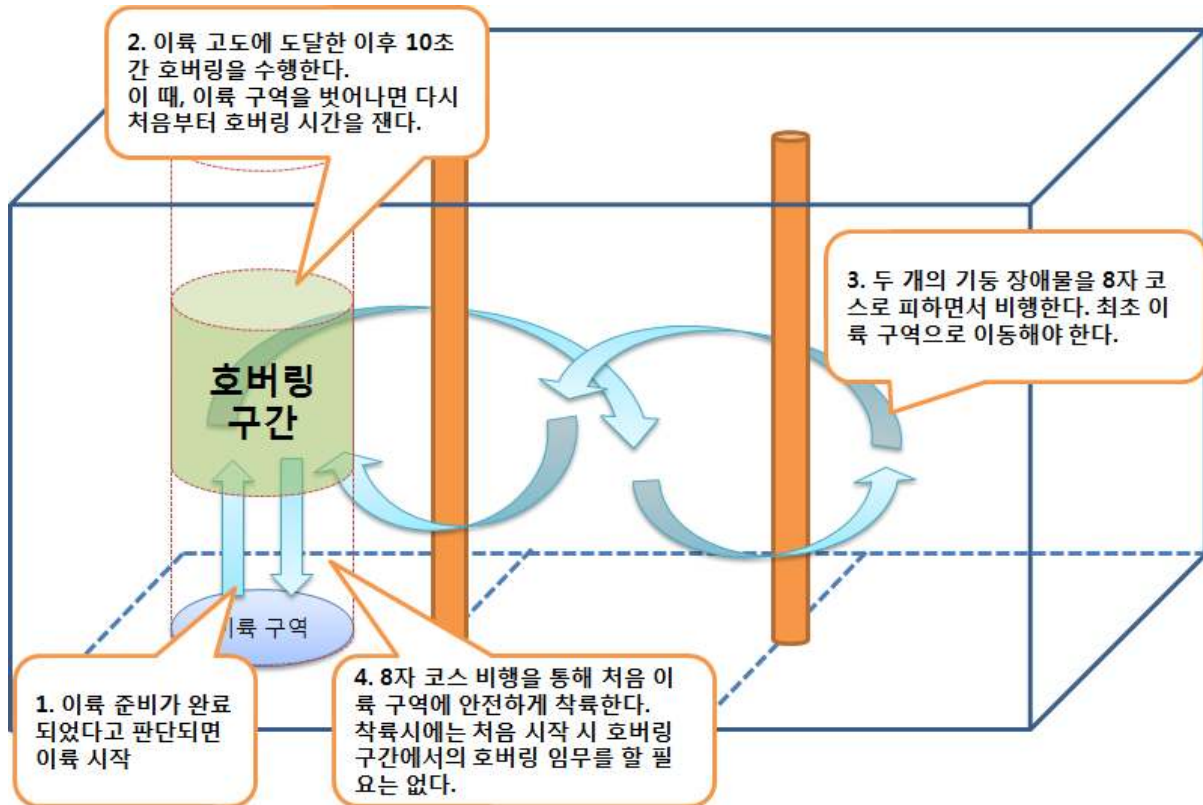 2. 이륙 고도에 도달한 이후 10초
간 호버링을 수행한다.
이 때, 이륙 구역을 벗어나면 다시
처음부터 호버링 시간을 잰다.
3. 두 개의 기둥 장애물을 8자 코
스로 피하면서 비행한다. 최초 이
륙 구역으로 이동해야 한다.
호버링
구간
이륙 구역
1. 이륙 준비가 완료
되었다고 판단되면
이륙 시작
4. 8자 코스 비행을 통해 처음 이
륙 구역에 안전하게 착륙한다.
착륙시에는 처음 시작 시 호버링
구간에서의 호버링 임무를 할 필
요는 없다.